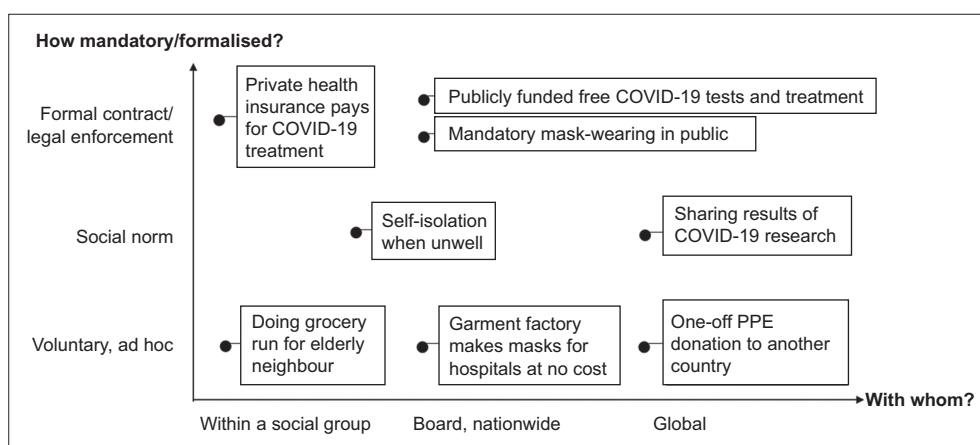 How mandatory/formalised?
Formal contract/
legal enforcement
Private health
insurance pays
for COVID-19
treatment
Publicly funded free COVID-19 tests and treatment
Mandatory mask-wearing in public
Social norm
Self-isolation
when unwell
Sharing results of
COVID-19 research
Voluntary, ad hoc
Doing grocery
run for elderly
neighbour
Garment factory
makes masks for
hospitals at no cost
One-off PPE
donation to another
country
With whom?
Within a social group
Board, nationwide
Global